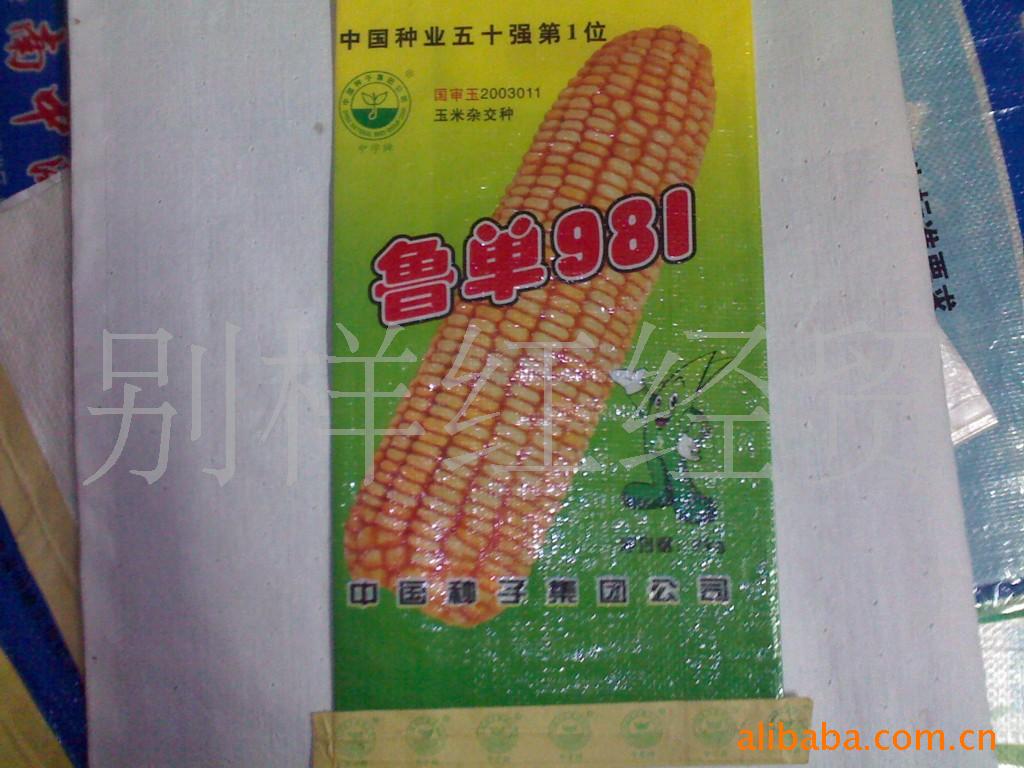 中国种业五十强第1位
国审玉2003011
玉米杂交种
鲁单981
别样红经贸
中国种子集团公司
alibaba.com.cn